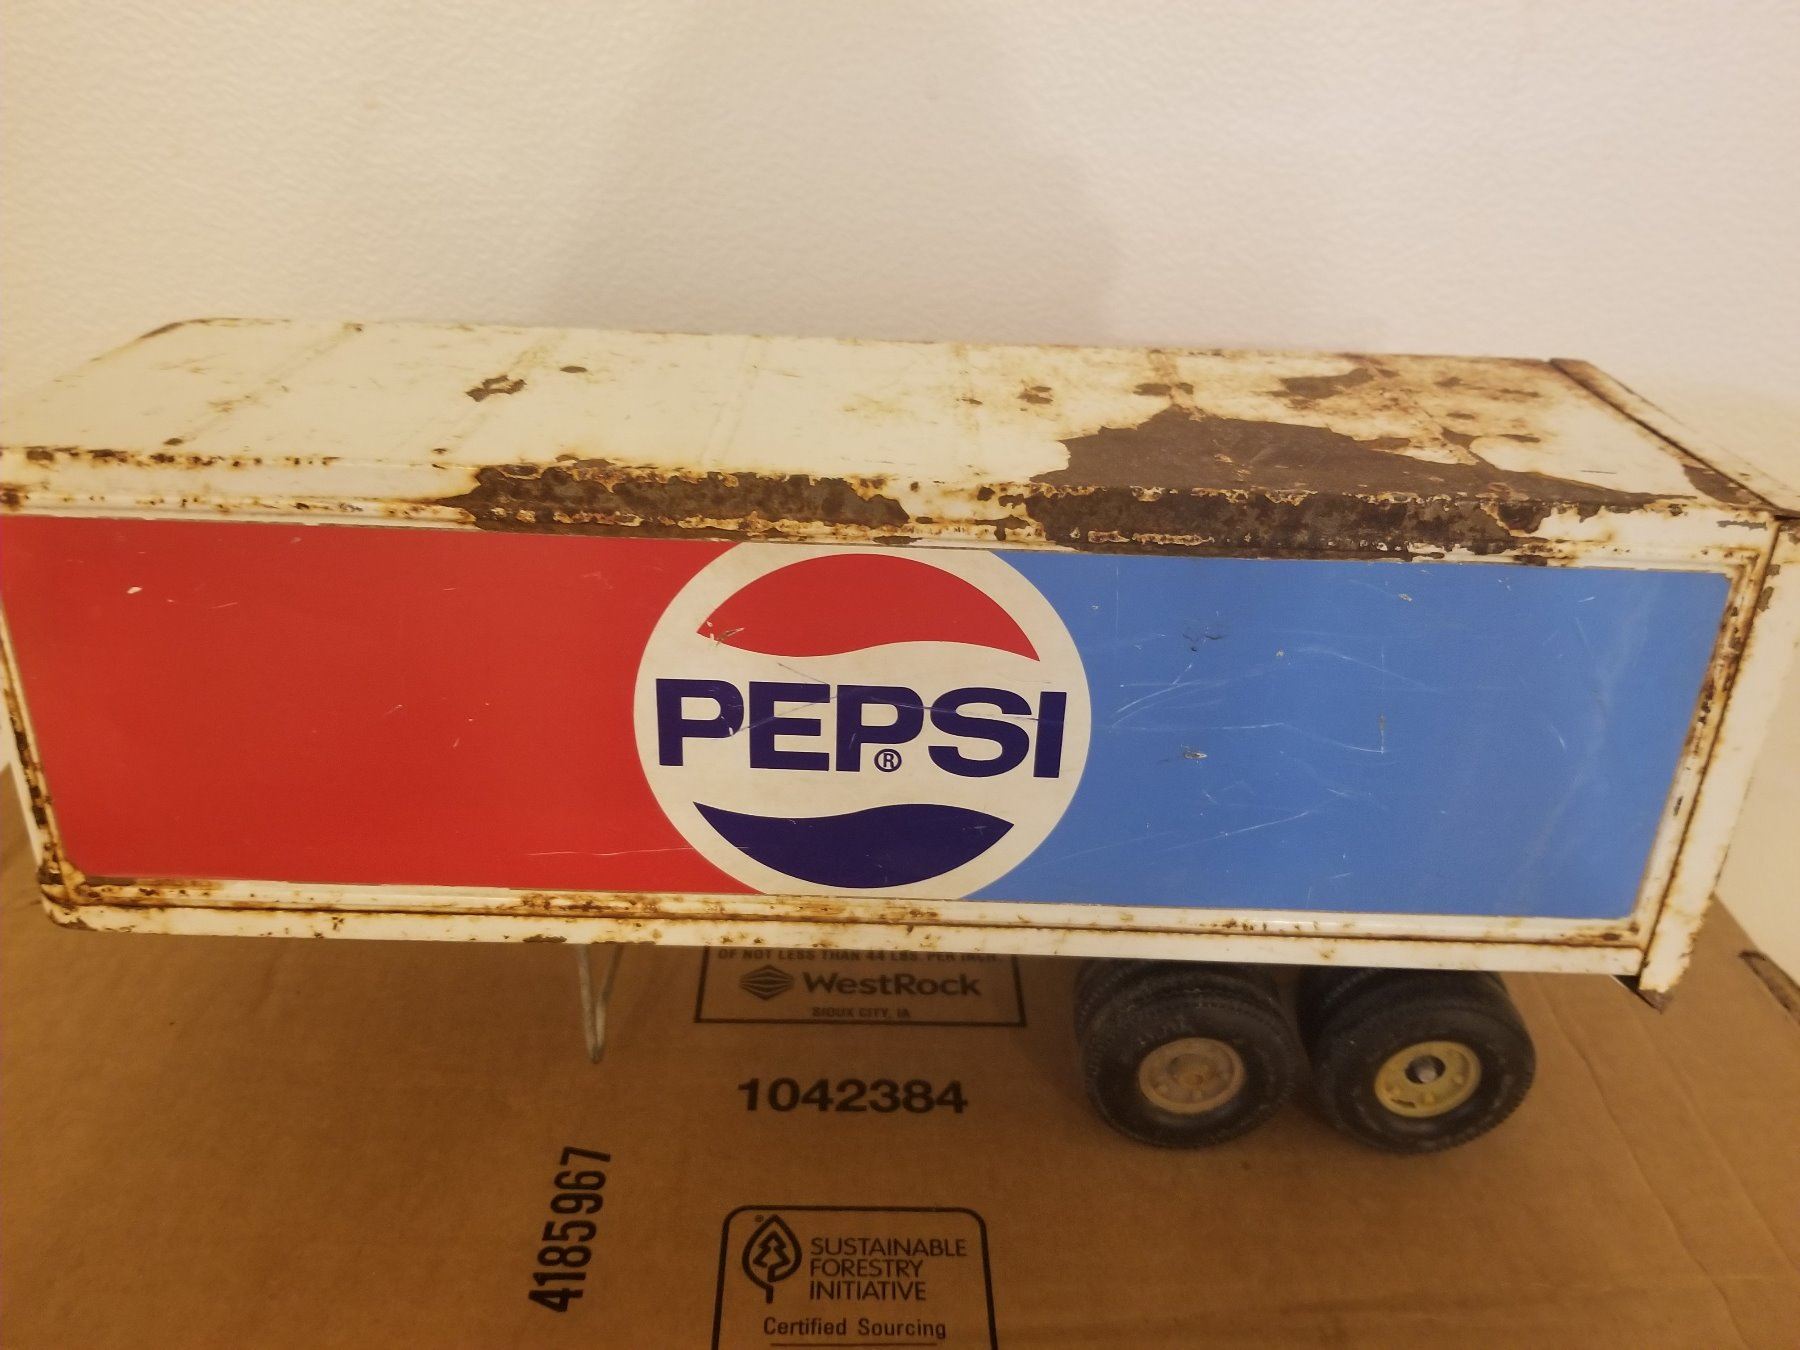 PEPSI
®
OF NOT LESS THAN 44 LBS. PER INCH.
WestRock
SIOUX CITY, IA
1042384
4185967
®
SUSTAINABLE
FORESTRY
INITIATIVE
Certified Sourcing